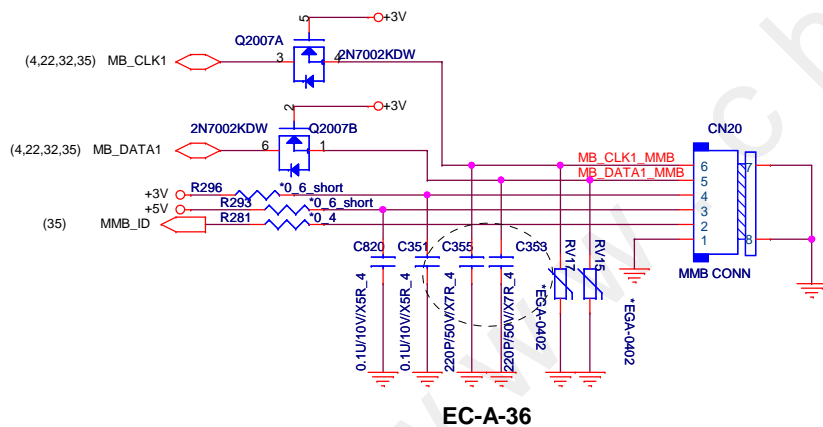 5
+3V
Q2007A
2N7002KDW
(4,22,32,35) MB_CLK1
3
4
2
+3V
2N7002KDW
Q2007B
CN20
(4,22,32,35) MB_DATA1
6
1
MB_CLK1_MMB
MB_DATA1_MMB
6
7
5
R296
*0_6_short
+3V
4
R293
*0_6_short
+5V
3
(35) MMB_ID
R281
*0_4
2
1
8
C820
C351
C355
C353
RV17
RV15
MMB CONN
0.1U/10V/X5R_4
0.1U/10V/X5R_4
220P/50V/X7R_4
220P/50V/X7R_4
*EGA-0402
*EGA-0402
w w w c h
EC-A-36